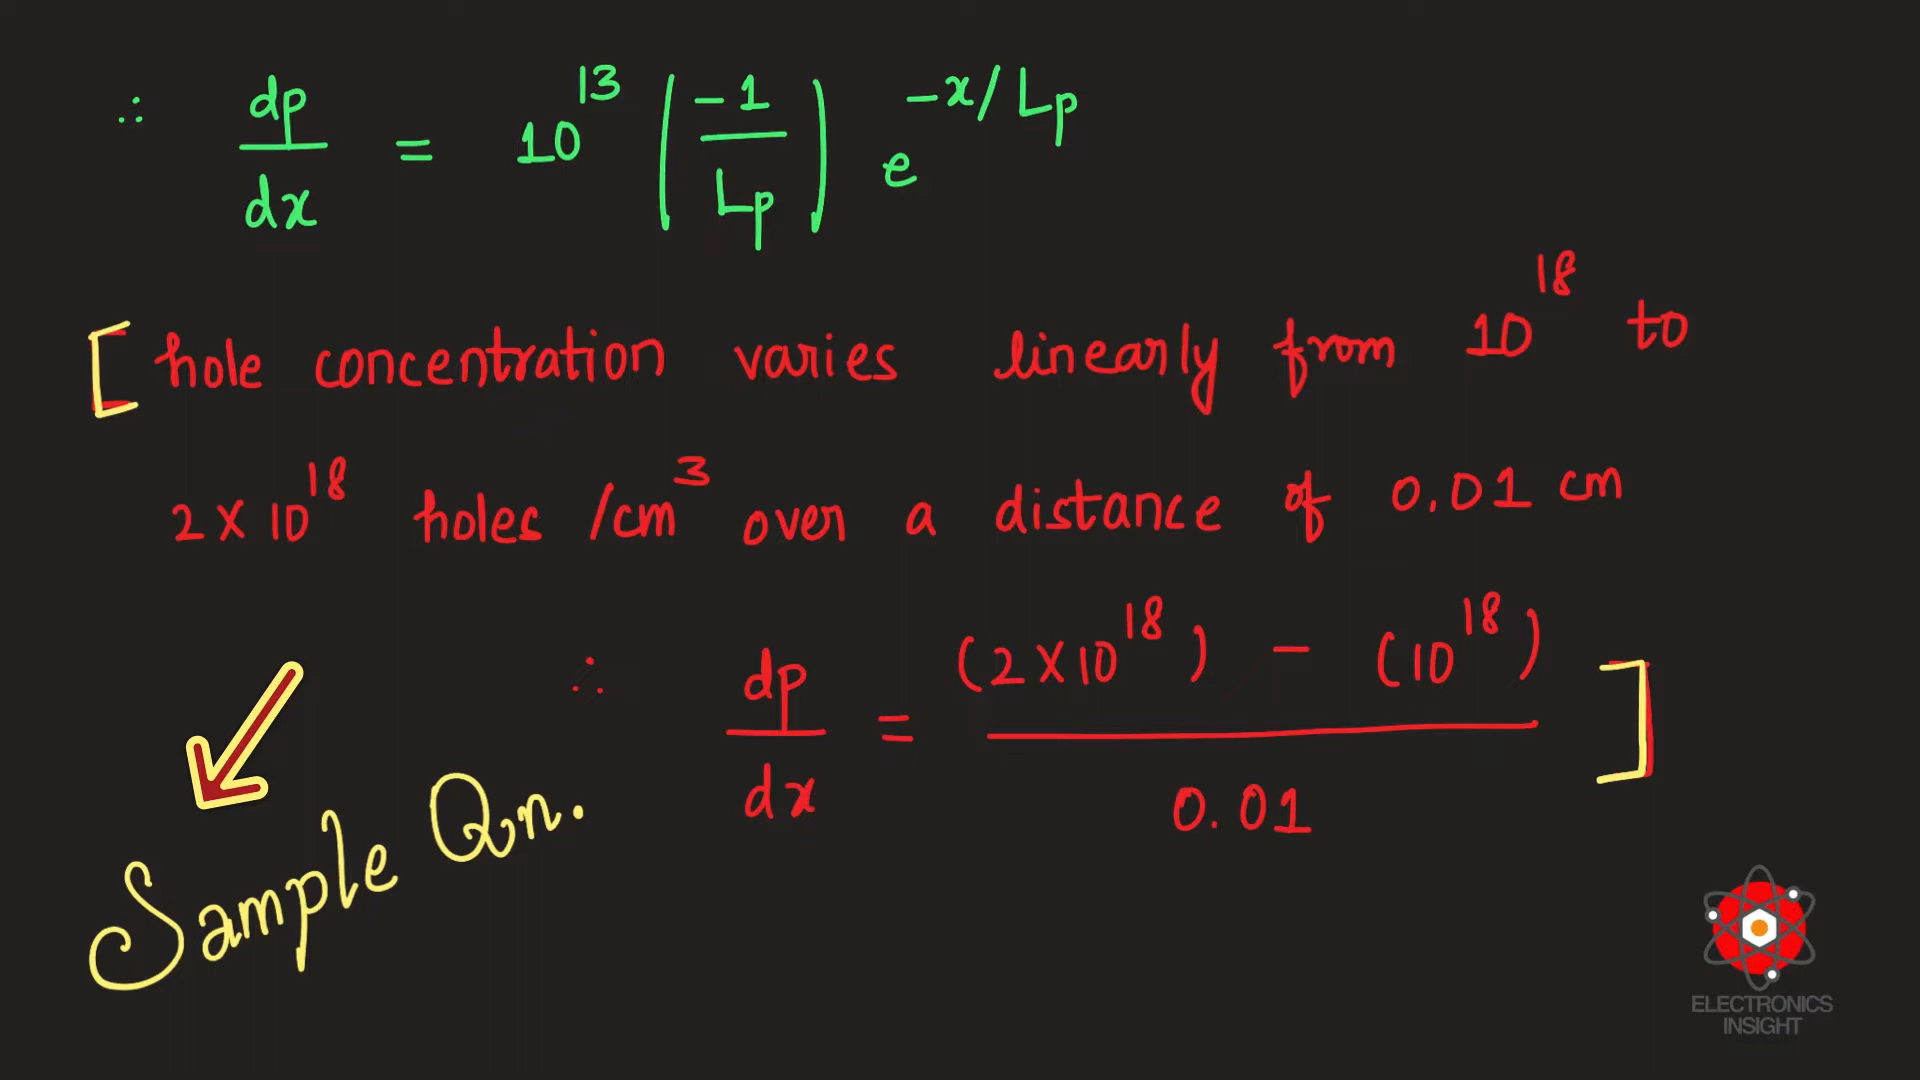 ∴ dp/dx = 10^13 (-1/Lp) e^-x/Lp
[hole concentration varies linearly from 10^18 to
2 X 10^18 holes /cm^3 over a distance of 0.01 cm
∴ dp/dx = (2X10^18) - (10^18) / 0.01 ]
Sample Qn.
ELECTRONICS
INSIGHT